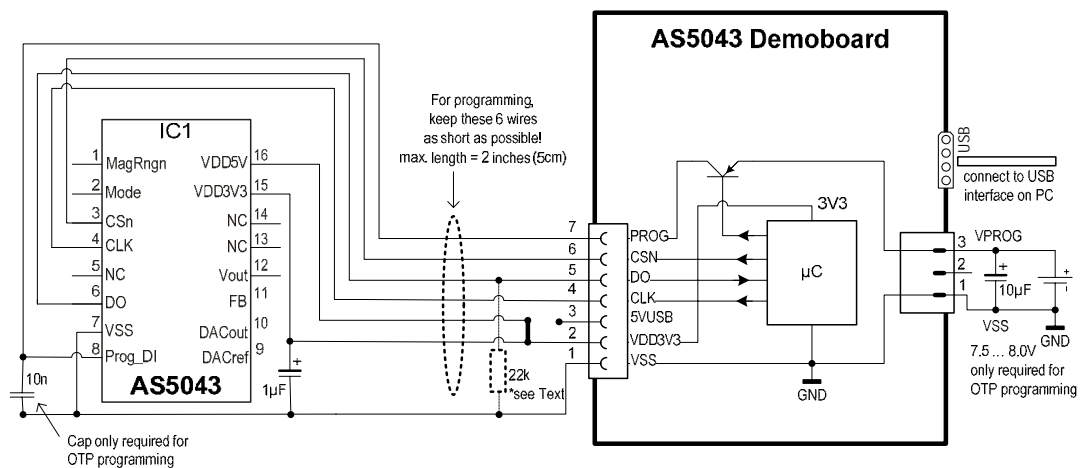 AS5043 Demoboard
For programming,
keep these 6 wires
as short as possible!
max. length = 2 inches (5cm)
IC1
1 MagRngn
2 Mode
3 CSn
4 CLK
5 NC
6 DO
7 VSS
8 Prog_DI
VDD5V 16
VDD3V3 15
NC 14
NC 13
Vout 12
FB 11
DACout 10
DACref 9
AS5043
10n
1µF
+
Cap only required for
OTP programming
22k
*see Text
7 PROG
6 CSN
5 DO
4 CLK
3 5VUSB
2 VDD3V3
1 VSS
3V3
µC
GND
USB
connect to USB
interface on PC
3 VPROG
2
1
+
10µF
+
-
VSS
GND
7.5 ... 8.0V
only required for
OTP programming